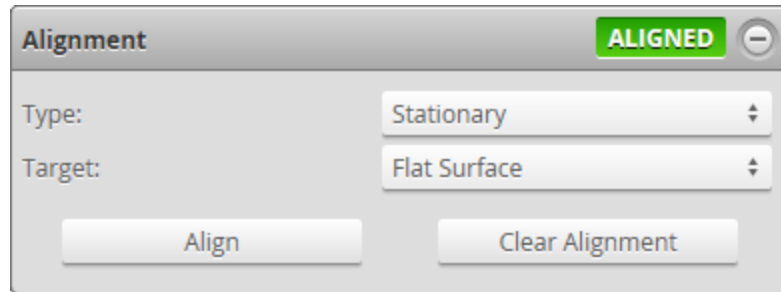 Alignment ALIGNED
Type: Stationary
Target: Flat Surface
Align Clear Alignment